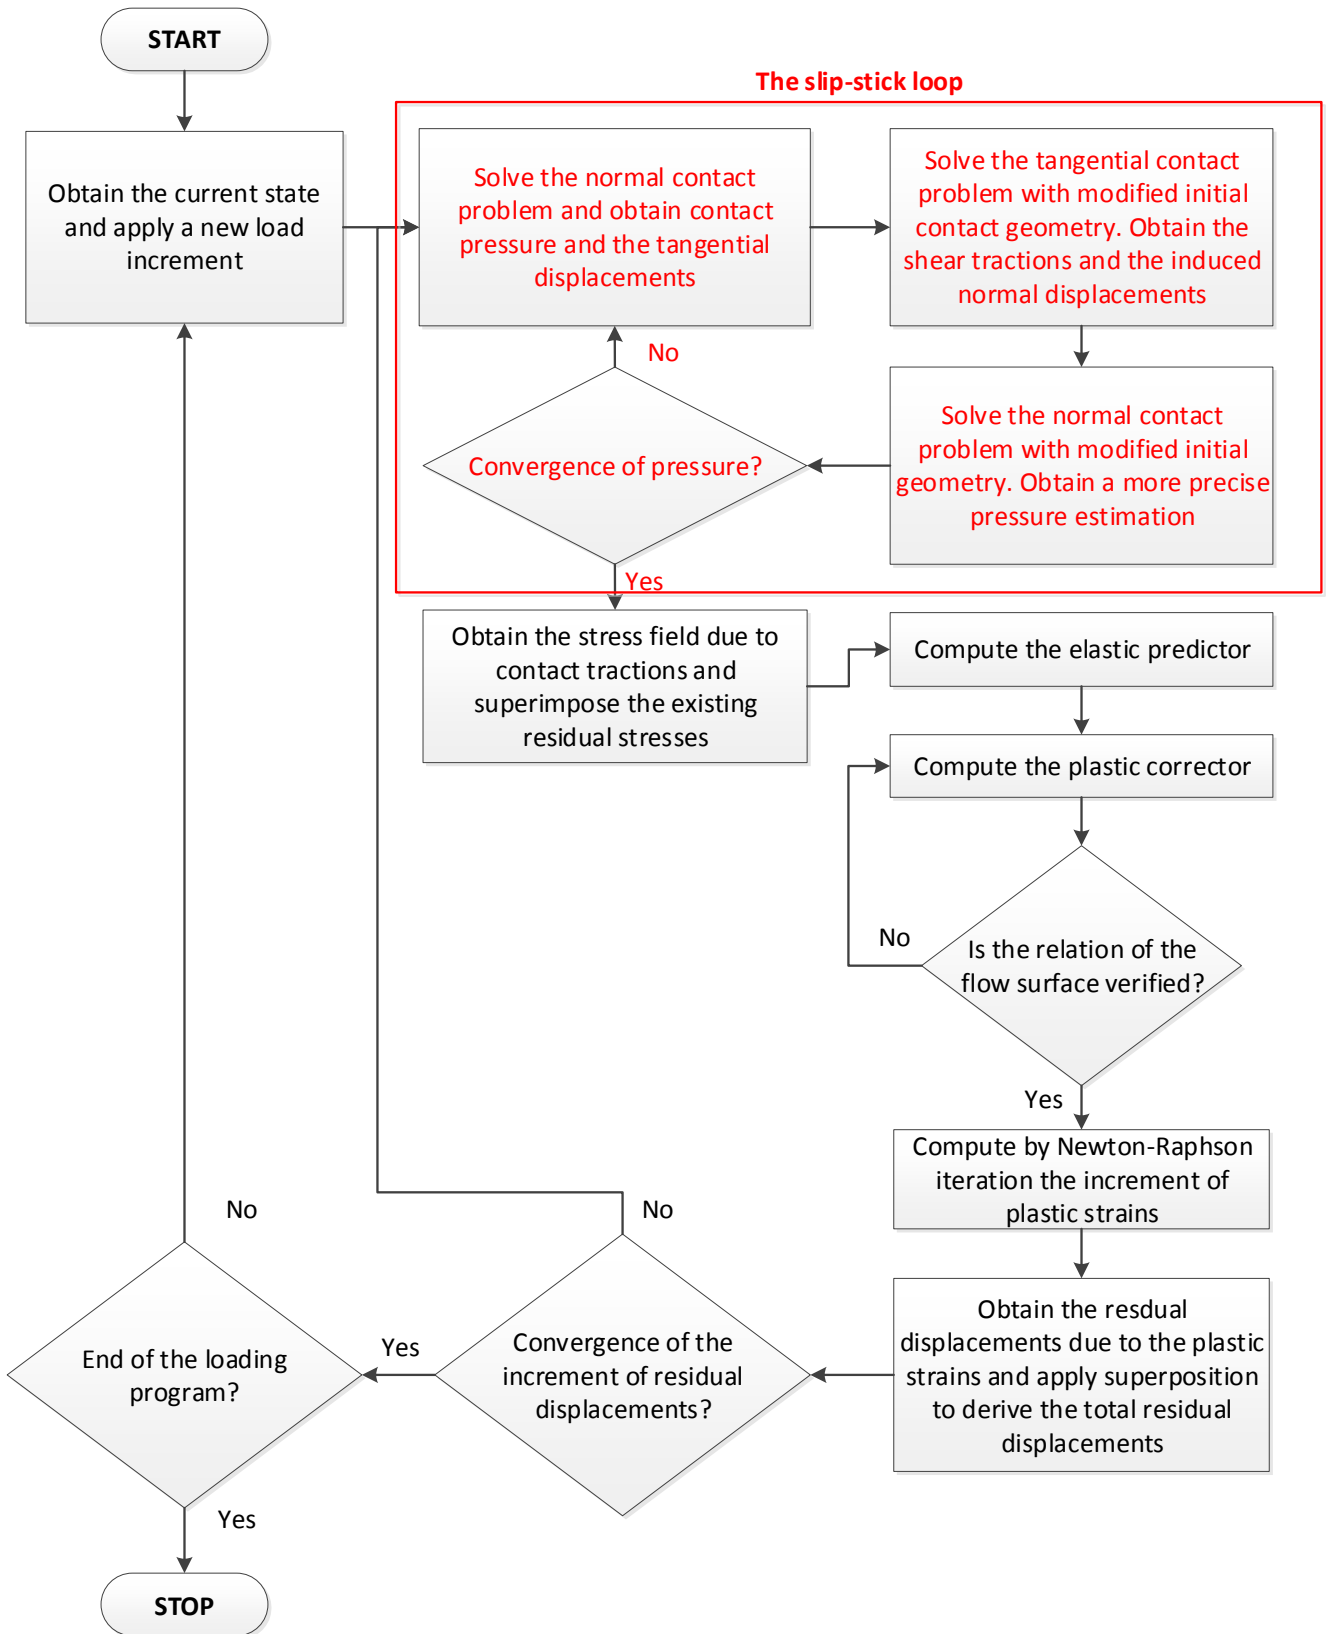 START
The slip-stick loop
Obtain the current state
and apply a new load
increment
Solve the normal contact
problem and obtain contact
pressure and the tangential
displacements
Solve the tangential contact
problem with modified initial
contact geometry. Obtain the
shear tractions and the induced
normal displacements
No
Convergence of pressure?
Solve the normal contact
problem with modified initial
geometry. Obtain a more precise
pressure estimation
Yes
Obtain the stress field due to
contact tractions and
superimpose the existing
residual stresses
Compute the elastic predictor
Compute the plastic corrector
No
Is the relation of the
flow surface verified?
Yes
Compute by Newton-Raphson
iteration the increment of
plastic strains
Obtain the resdual
displacements due to the plastic
strains and apply superposition
to derive the total residual
displacements
No
Convergence of the
increment of residual
displacements?
Yes
No
End of the loading
program?
Yes
STOP